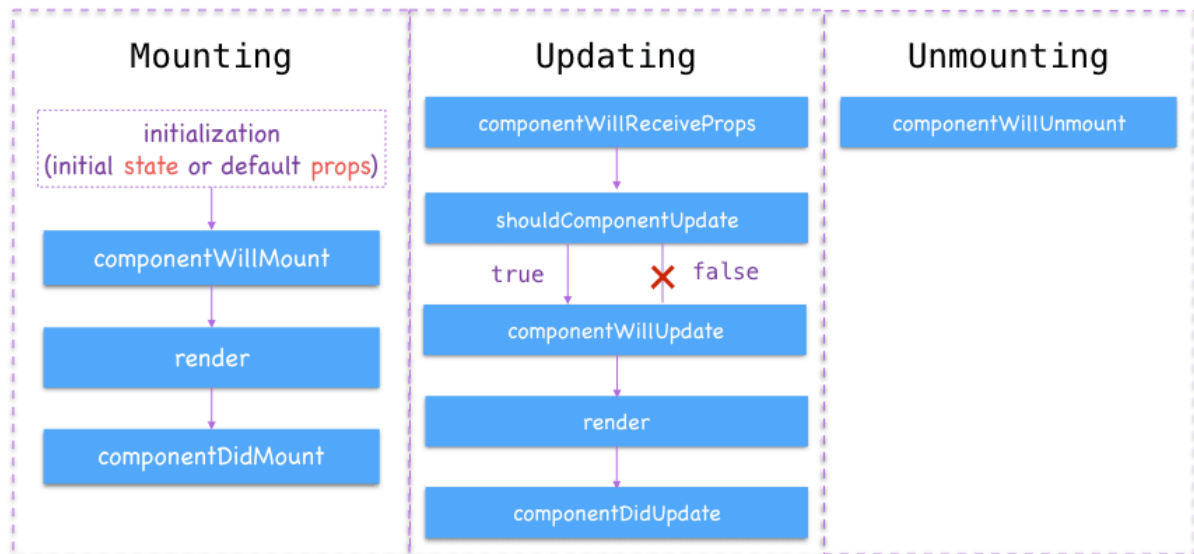 Mounting
initialization
(initial state or default props)
componentWillMount
render
componentDidMount
Updating
componentWillReceiveProps
shouldComponentUpdate
true
false
componentWillUpdate
render
componentDidUpdate
Unmounting
componentWillUnmount